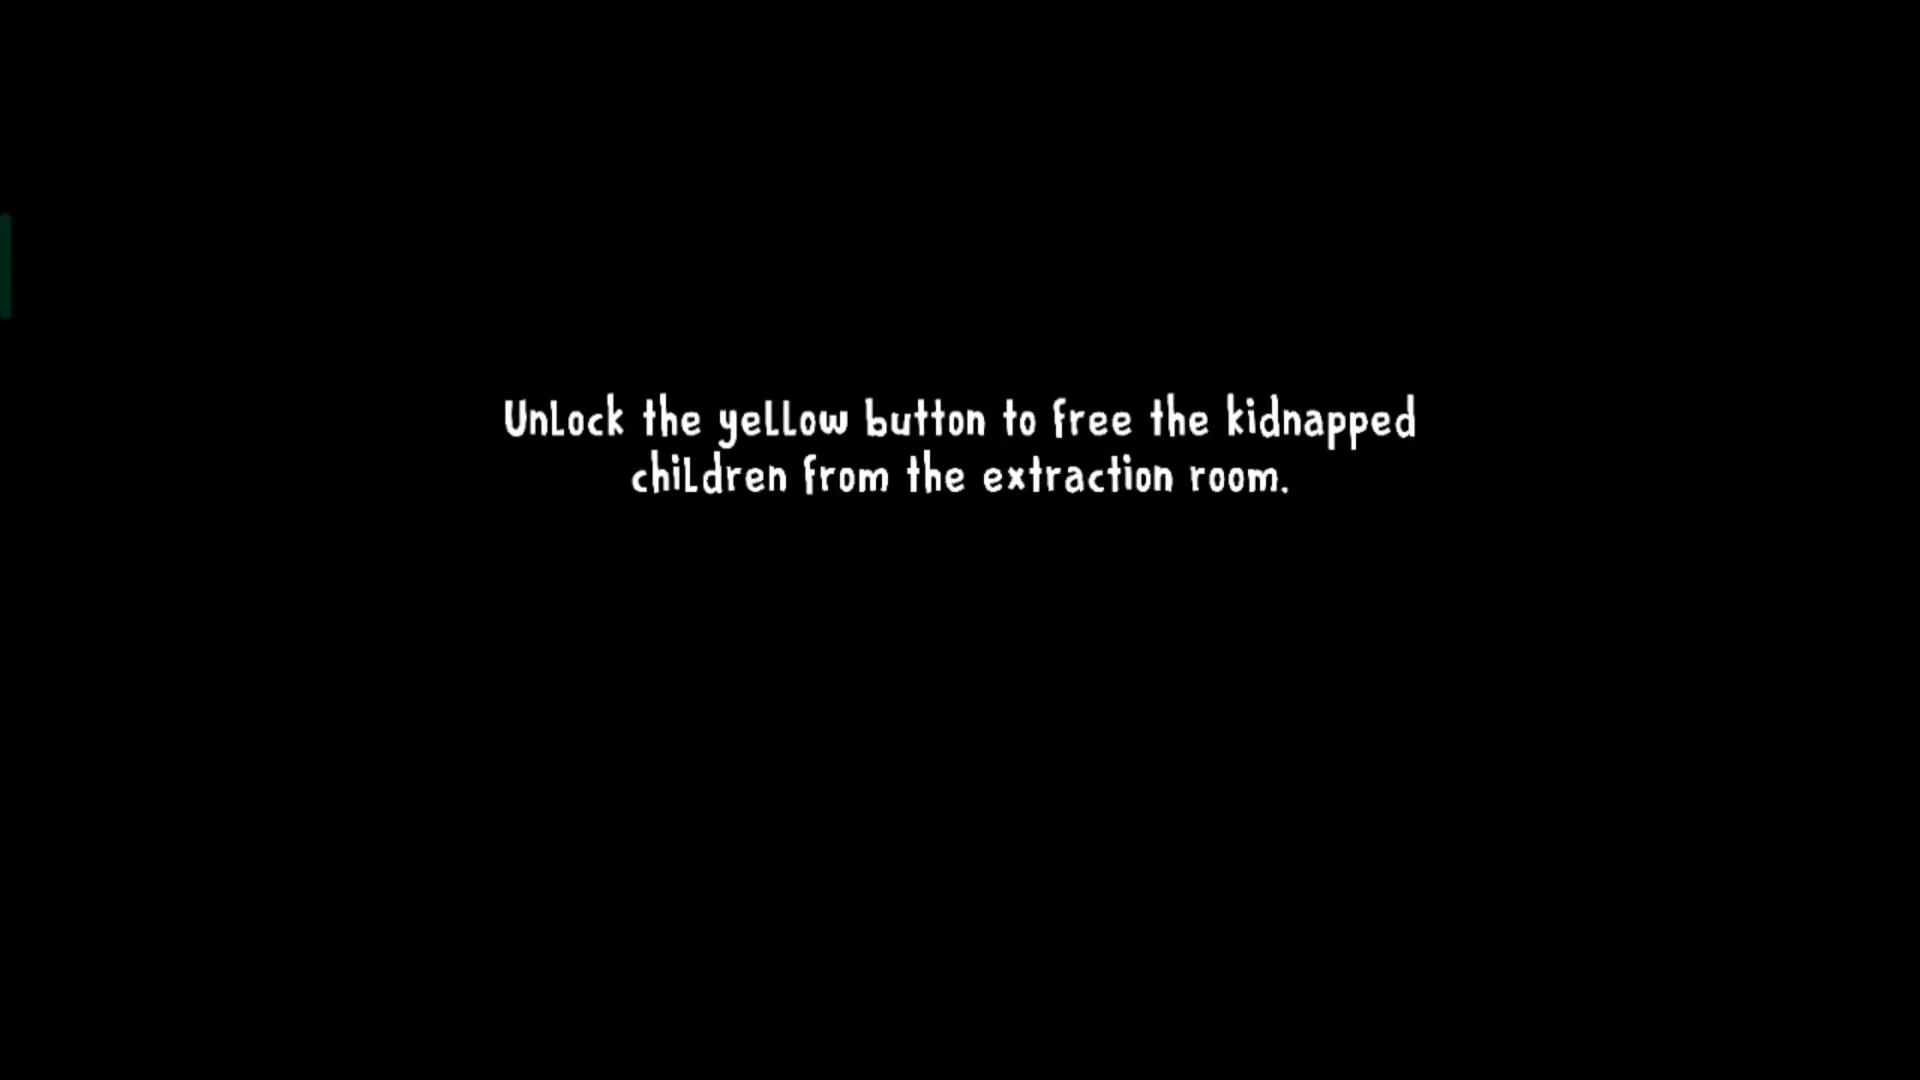 Unlock the yellow button to free the kidnapped
children from the extraction room.